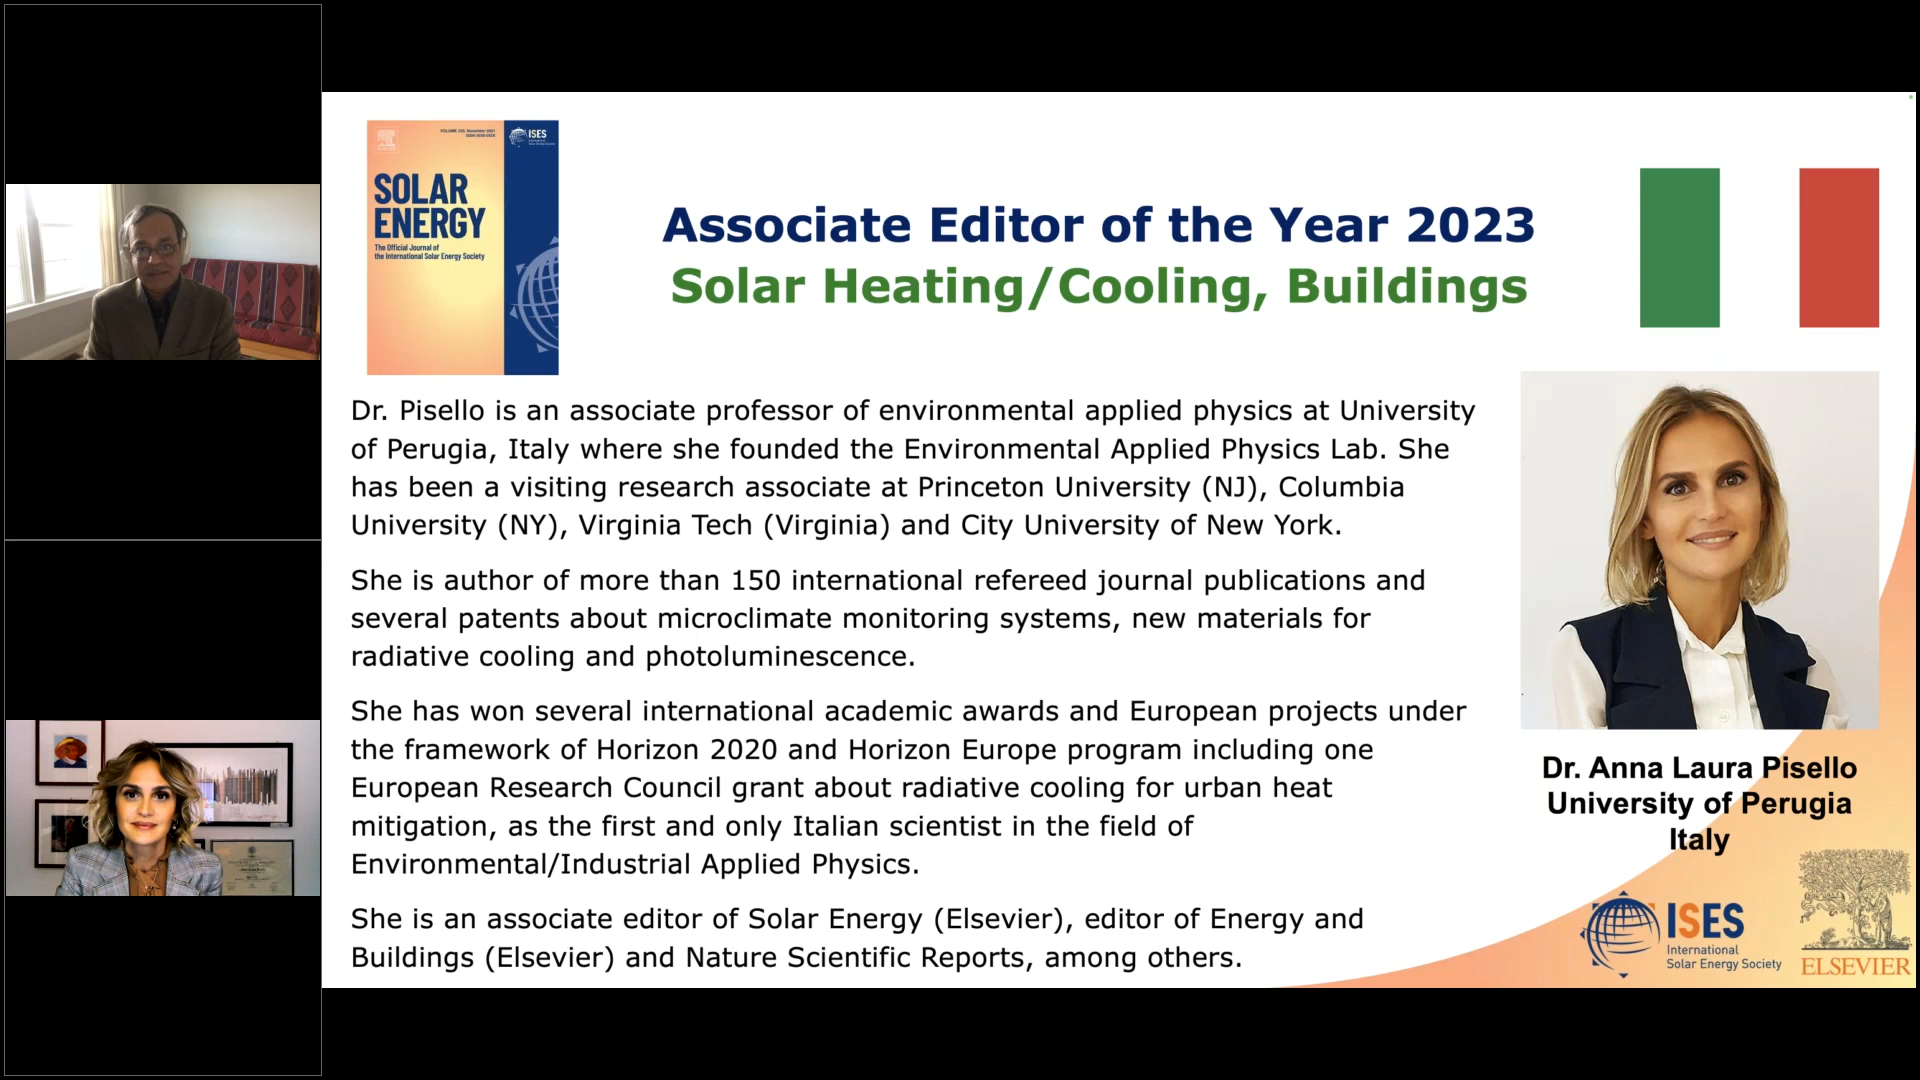 VOLUME 228, November 2021
ISSN 0038-092X
ISES
International
Solar Energy Society
SOLAR
ENERGY
The Official Journal of
the International Solar Energy Society
Associate Editor of the Year 2023
Solar Heating/Cooling, Buildings
Dr. Pisello is an associate professor of environmental applied physics at University
of Perugia, Italy where she founded the Environmental Applied Physics Lab. She
has been a visiting research associate at Princeton University (NJ), Columbia
University (NY), Virginia Tech (Virginia) and City University of New York.
She is author of more than 150 international refereed journal publications and
several patents about microclimate monitoring systems, new materials for
radiative cooling and photoluminescence.
She has won several international academic awards and European projects under
the framework of Horizon 2020 and Horizon Europe program including one
European Research Council grant about radiative cooling for urban heat
mitigation, as the first and only Italian scientist in the field of
Environmental/Industrial Applied Physics.
She is an associate editor of Solar Energy (Elsevier), editor of Energy and
Buildings (Elsevier) and Nature Scientific Reports, among others.
Dr. Anna Laura Pisello
University of Perugia
Italy
ISES
International
Solar Energy Society
ELSEVIER